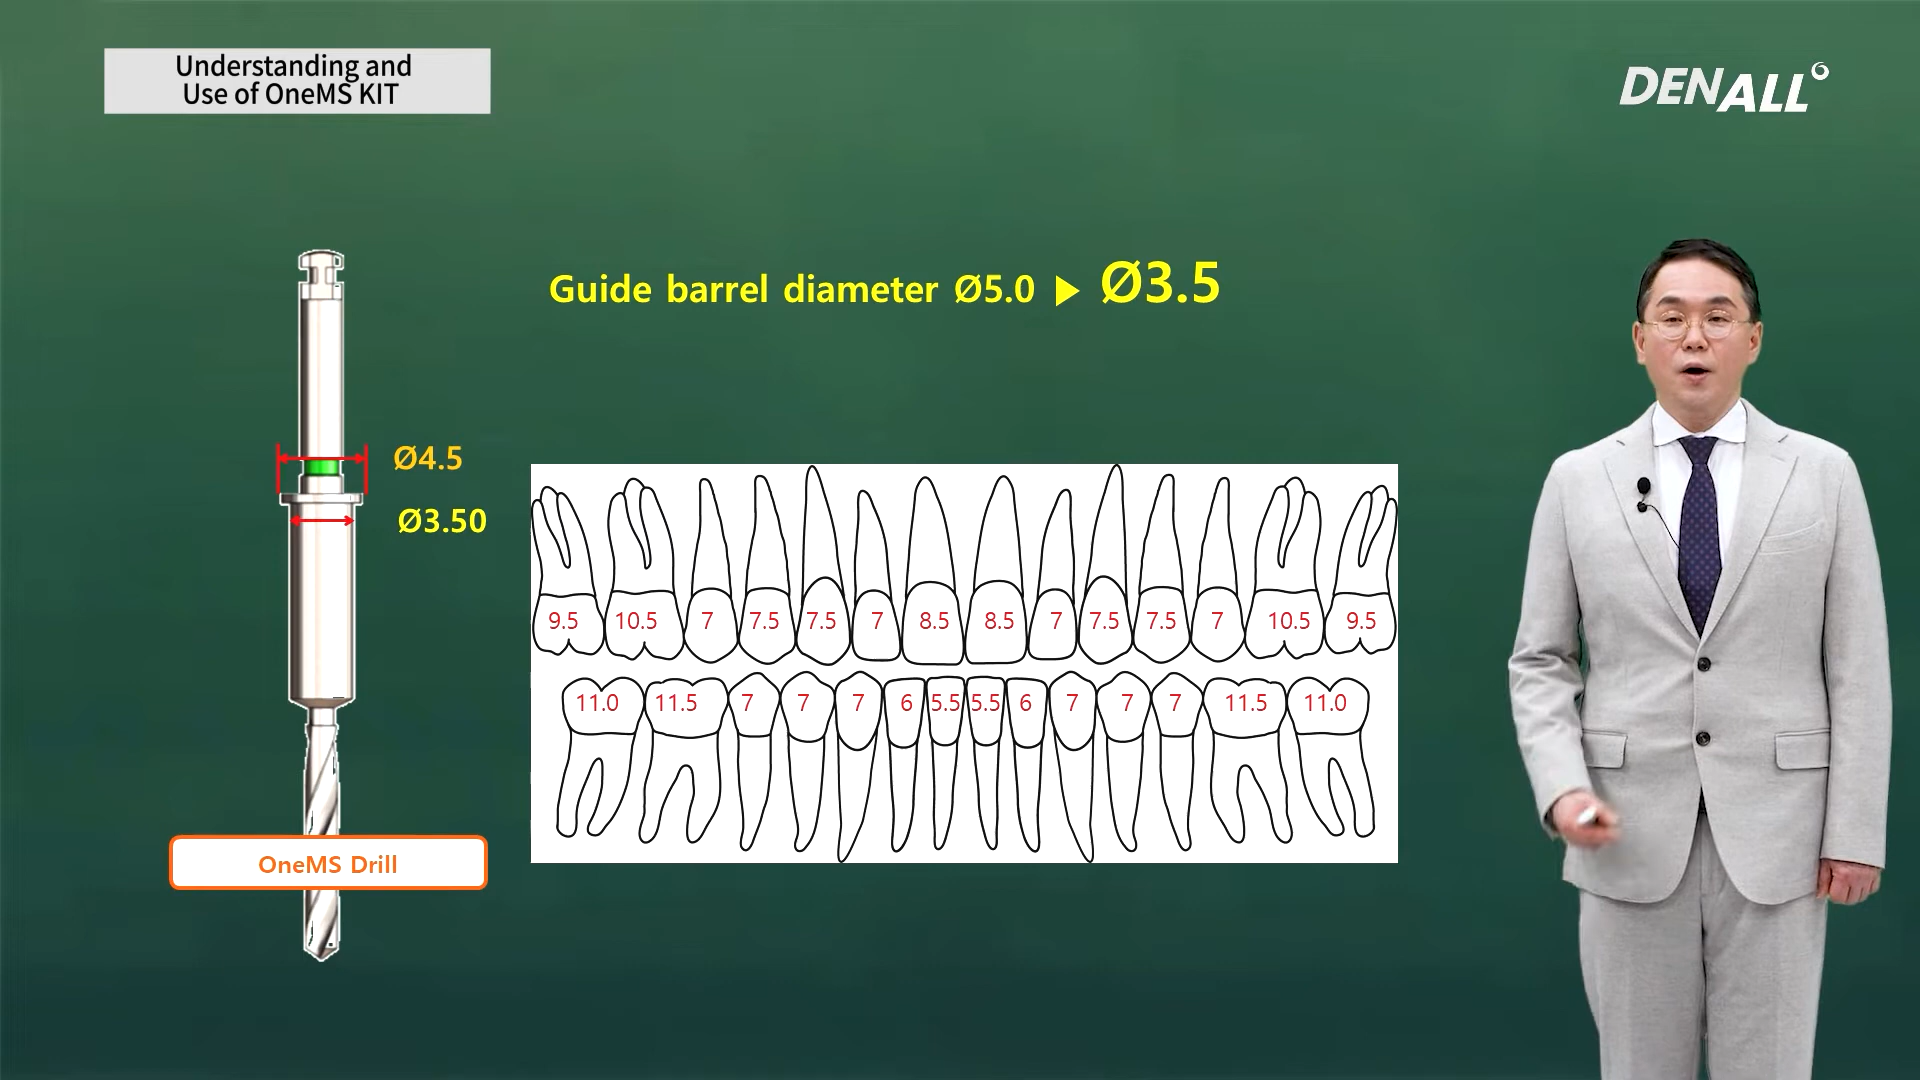 Understanding and
Use of OneMS KIT
DENALL
Guide barrel diameter Ø5.0 ▶ Ø3.5
Ø4.5
Ø3.50
9.5 10.5 7 7.5 7.5 7 8.5 8.5 7 7.5 7.5 7 10.5 9.5
11.0 11.5 7 7 7 6 5.5 5.5 6 7 7 7 11.5 11.0
OneMS Drill